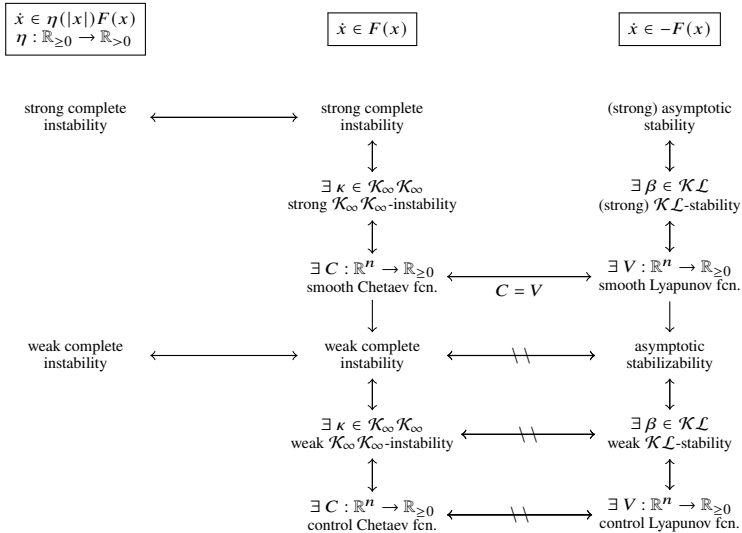 ẋ ∈ η(|x|)F(x)
η : ℝ≥0 → ℝ>0
ẋ ∈ F(x)
ẋ ∈ −F(x)
strong complete
instability
strong complete
instability
(strong) asymptotic
stability
∃ κ ∈ 𝒦∞𝒦∞
strong 𝒦∞𝒦∞-instability
∃ β ∈ 𝒦ℒ
(strong) 𝒦ℒ-stability
∃ C : ℝⁿ → ℝ≥0
smooth Chetaev fcn.
C = V
∃ V : ℝⁿ → ℝ≥0
smooth Lyapunov fcn.
weak complete
instability
weak complete
instability
asymptotic
stabilizability
∃ κ ∈ 𝒦∞𝒦∞
weak 𝒦∞𝒦∞-instability
∃ β ∈ 𝒦ℒ
weak 𝒦ℒ-stability
∃ C : ℝⁿ → ℝ≥0
control Chetaev fcn.
∃ V : ℝⁿ → ℝ≥0
control Lyapunov fcn.